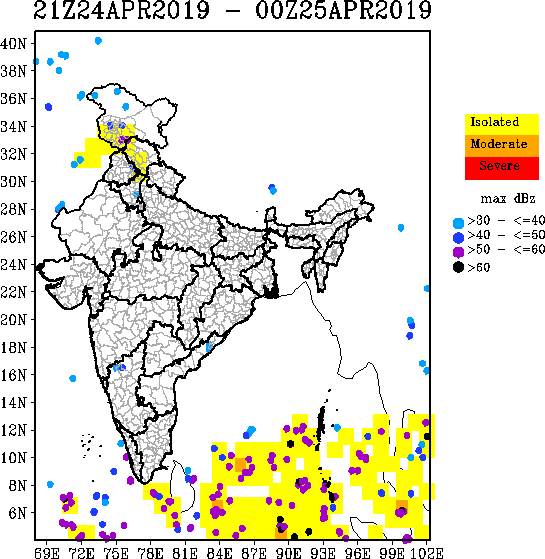 21Z24APR2019 - 00Z25APR2019
40N
38N
36N
34N
32N
30N
28N
26N
24N
22N
20N
18N
16N
14N
12N
10N
8N
6N
69E 72E 75E 78E 81E 84E 87E 90E 93E 96E 99E 102E
Isolated
Moderate
Severe
max dBz
>30 - <=40
>40 - <=50
>50 - <=60
>60